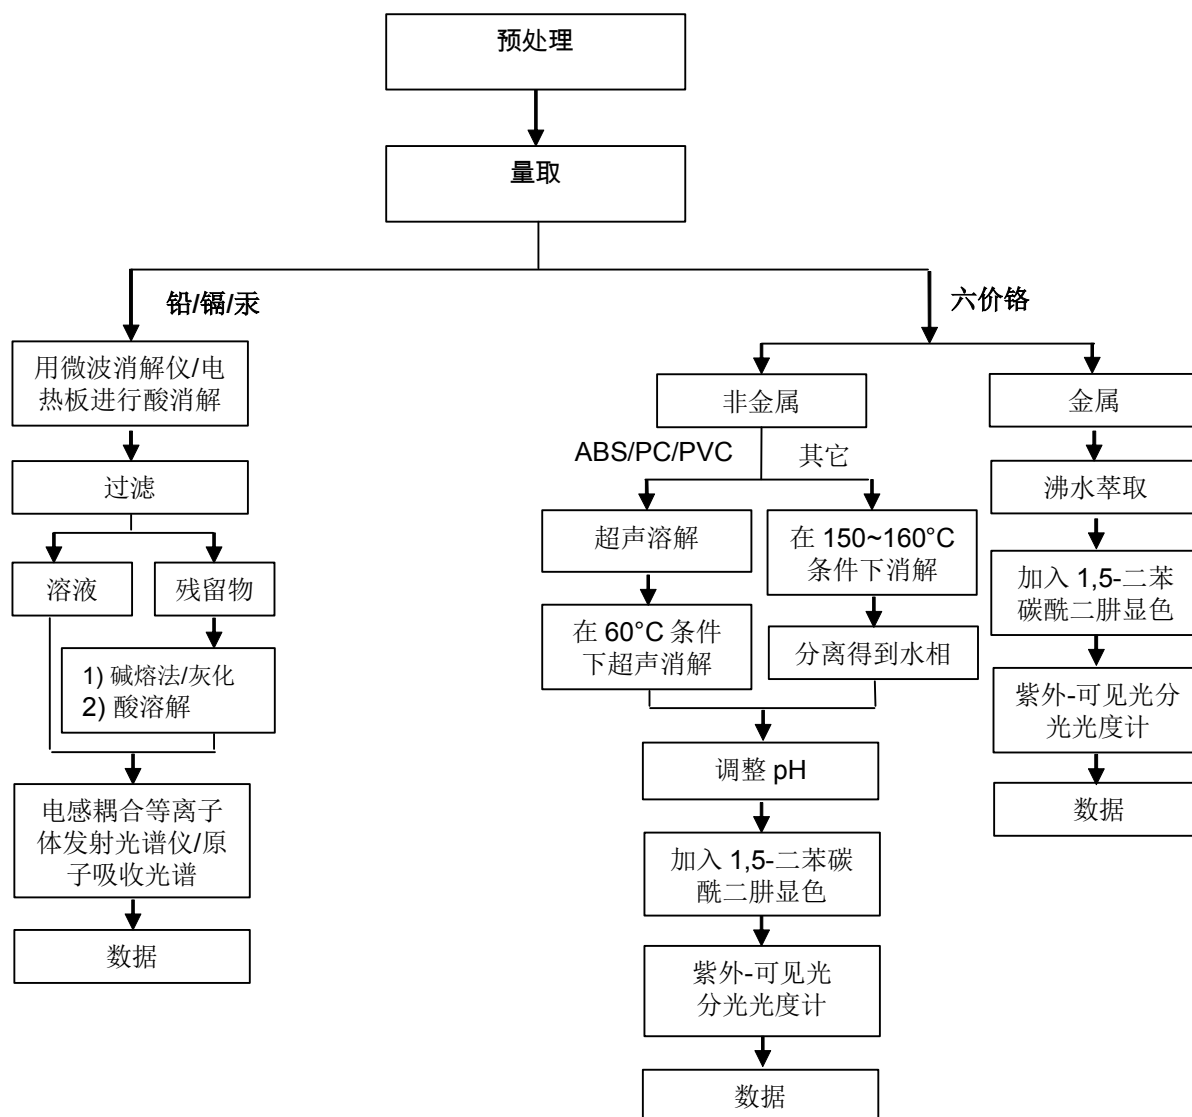 预处理
量取
铅/镉/汞
用微波消解仪/电
热板进行酸消解
过滤
溶液
残留物
1) 碱熔法/灰化
2) 酸溶解
电感耦合等离子
体发射光谱仪/原
子吸收光谱
数据
六价铬
非金属
ABS/PC/PVC
其它
超声溶解
在 60°C 条件
下超声消解
在 150~160°C
条件下消解
分离得到水相
调整 pH
加入 1,5-二苯碳
酰二肼显色
紫外-可见光
分光光度计
数据
金属
沸水萃取
加入 1,5-二苯
碳酰二肼显色
紫外-可见光分
光光度计
数据